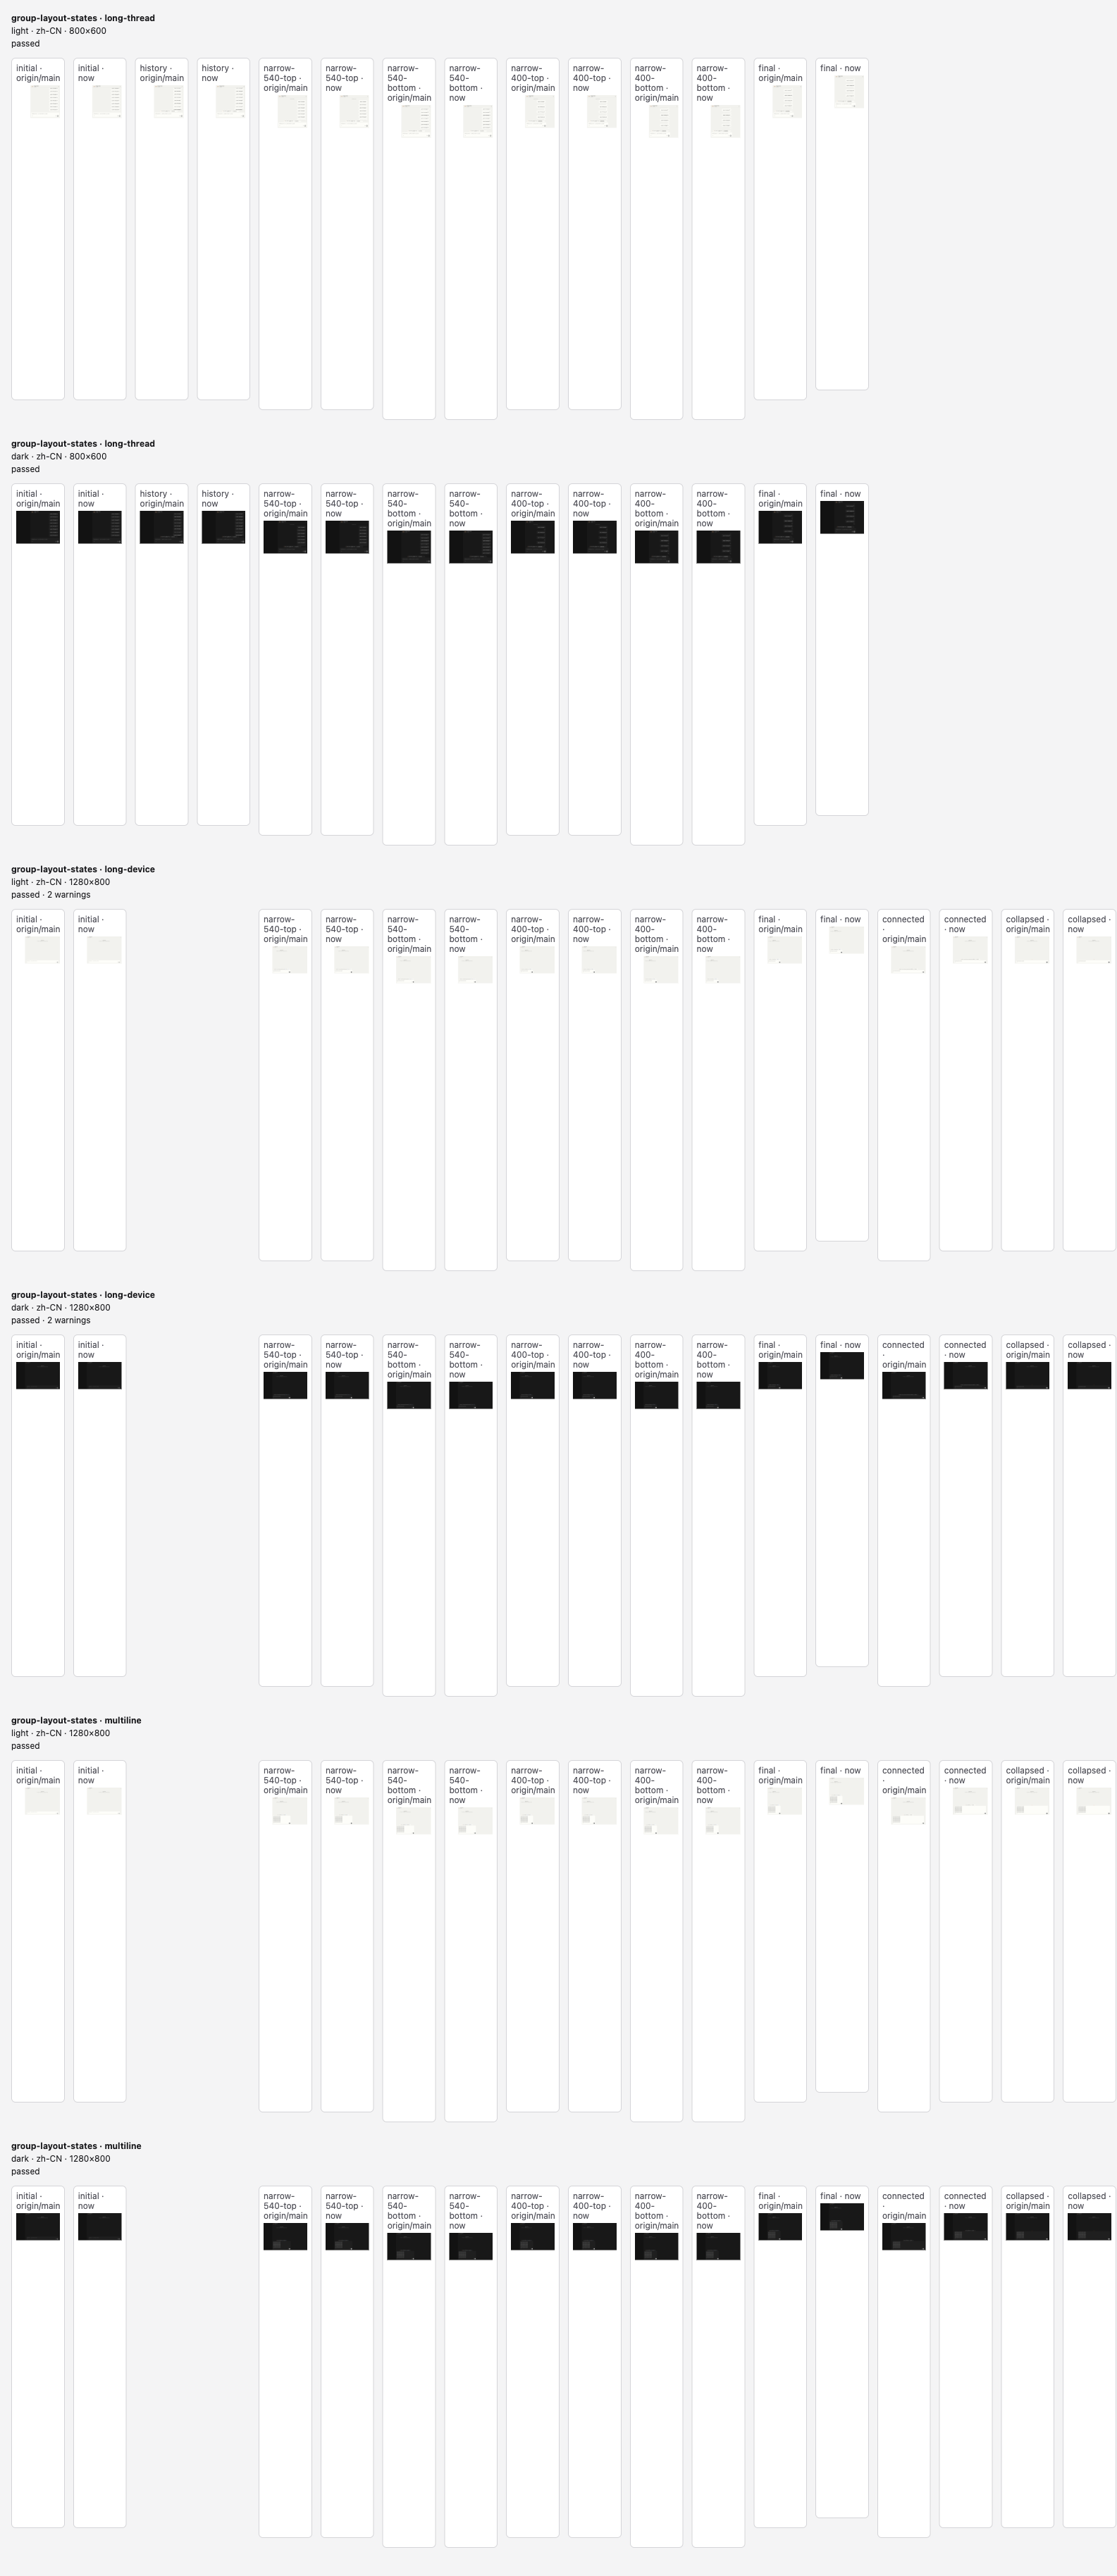 group-layout-states · long-thread
light · zh-CN · 800×600
passed
initial ·
origin/main
initial ·
now
history ·
origin/main
history ·
now
narrow-
540-top ·
origin/main
narrow-
540-top ·
now
narrow-
540-
bottom ·
origin/main
narrow-
540-
bottom ·
now
narrow-
400-top ·
origin/main
narrow-
400-top ·
now
narrow-
400-
bottom ·
origin/main
narrow-
400-
bottom ·
now
final ·
origin/main
final · now
group-layout-states · long-thread
dark · zh-CN · 800×600
passed
initial ·
origin/main
initial ·
now
history ·
origin/main
history ·
now
narrow-
540-top ·
origin/main
narrow-
540-top ·
now
narrow-
540-
bottom ·
origin/main
narrow-
540-
bottom ·
now
narrow-
400-top ·
origin/main
narrow-
400-top ·
now
narrow-
400-
bottom ·
origin/main
narrow-
400-
bottom ·
now
final ·
origin/main
final · now
group-layout-states · long-device
light · zh-CN · 1280×800
passed · 2 warnings
initial ·
origin/main
initial ·
now
narrow-
540-top ·
origin/main
narrow-
540-top ·
now
narrow-
540-
bottom ·
origin/main
narrow-
540-
bottom ·
now
narrow-
400-top ·
origin/main
narrow-
400-top ·
now
narrow-
400-
bottom ·
origin/main
narrow-
400-
bottom ·
now
final ·
origin/main
final · now
connected
·
origin/main
connected
· now
collapsed ·
origin/main
collapsed ·
now
group-layout-states · long-device
dark · zh-CN · 1280×800
passed · 2 warnings
initial ·
origin/main
initial ·
now
narrow-
540-top ·
origin/main
narrow-
540-top ·
now
narrow-
540-
bottom ·
origin/main
narrow-
540-
bottom ·
now
narrow-
400-top ·
origin/main
narrow-
400-top ·
now
narrow-
400-
bottom ·
origin/main
narrow-
400-
bottom ·
now
final ·
origin/main
final · now
connected
·
origin/main
connected
· now
collapsed ·
origin/main
collapsed ·
now
group-layout-states · multiline
light · zh-CN · 1280×800
passed
initial ·
origin/main
initial ·
now
narrow-
540-top ·
origin/main
narrow-
540-top ·
now
narrow-
540-
bottom ·
origin/main
narrow-
540-
bottom ·
now
narrow-
400-top ·
origin/main
narrow-
400-top ·
now
narrow-
400-
bottom ·
origin/main
narrow-
400-
bottom ·
now
final ·
origin/main
final · now
connected
·
origin/main
connected
· now
collapsed ·
origin/main
collapsed ·
now
group-layout-states · multiline
dark · zh-CN · 1280×800
passed
initial ·
origin/main
initial ·
now
narrow-
540-top ·
origin/main
narrow-
540-top ·
now
narrow-
540-
bottom ·
origin/main
narrow-
540-
bottom ·
now
narrow-
400-top ·
origin/main
narrow-
400-top ·
now
narrow-
400-
bottom ·
origin/main
narrow-
400-
bottom ·
now
final ·
origin/main
final · now
connected
·
origin/main
connected
· now
collapsed ·
origin/main
collapsed ·
now